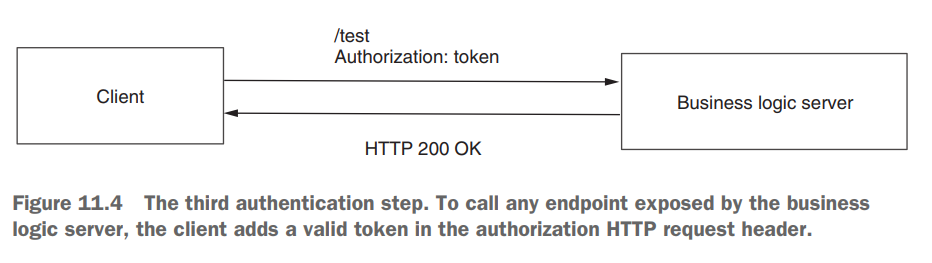 /test
Authorization: token
Client
Business logic server
HTTP 200 OK
Figure 11.4 The third authentication step. To call any endpoint exposed by the business
logic server, the client adds a valid token in the authorization HTTP request header.